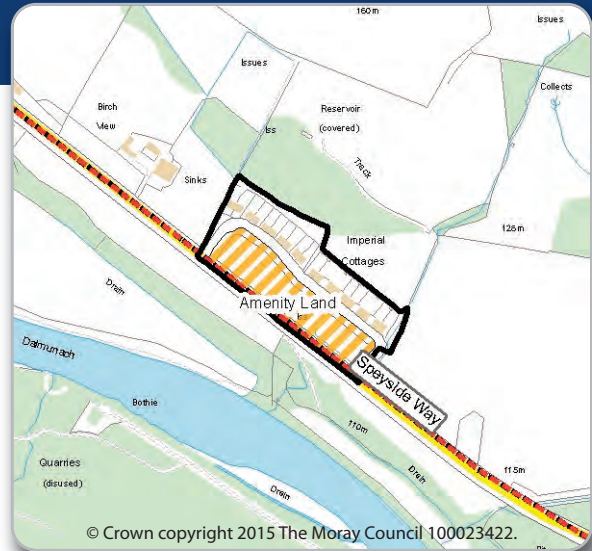 160m
Issues
Issues
Collects
Birch
View
Reservoir
(covered)
Iss
Track
Sinks
126m
Imperial
Cottages
Amenity Land
Drain
Speyside Way
Dalmunach
Bothie
110m
Quarries
(disused)
Drain
115m
Drain
© Crown copyright 2015 The Moray Council 100023422.